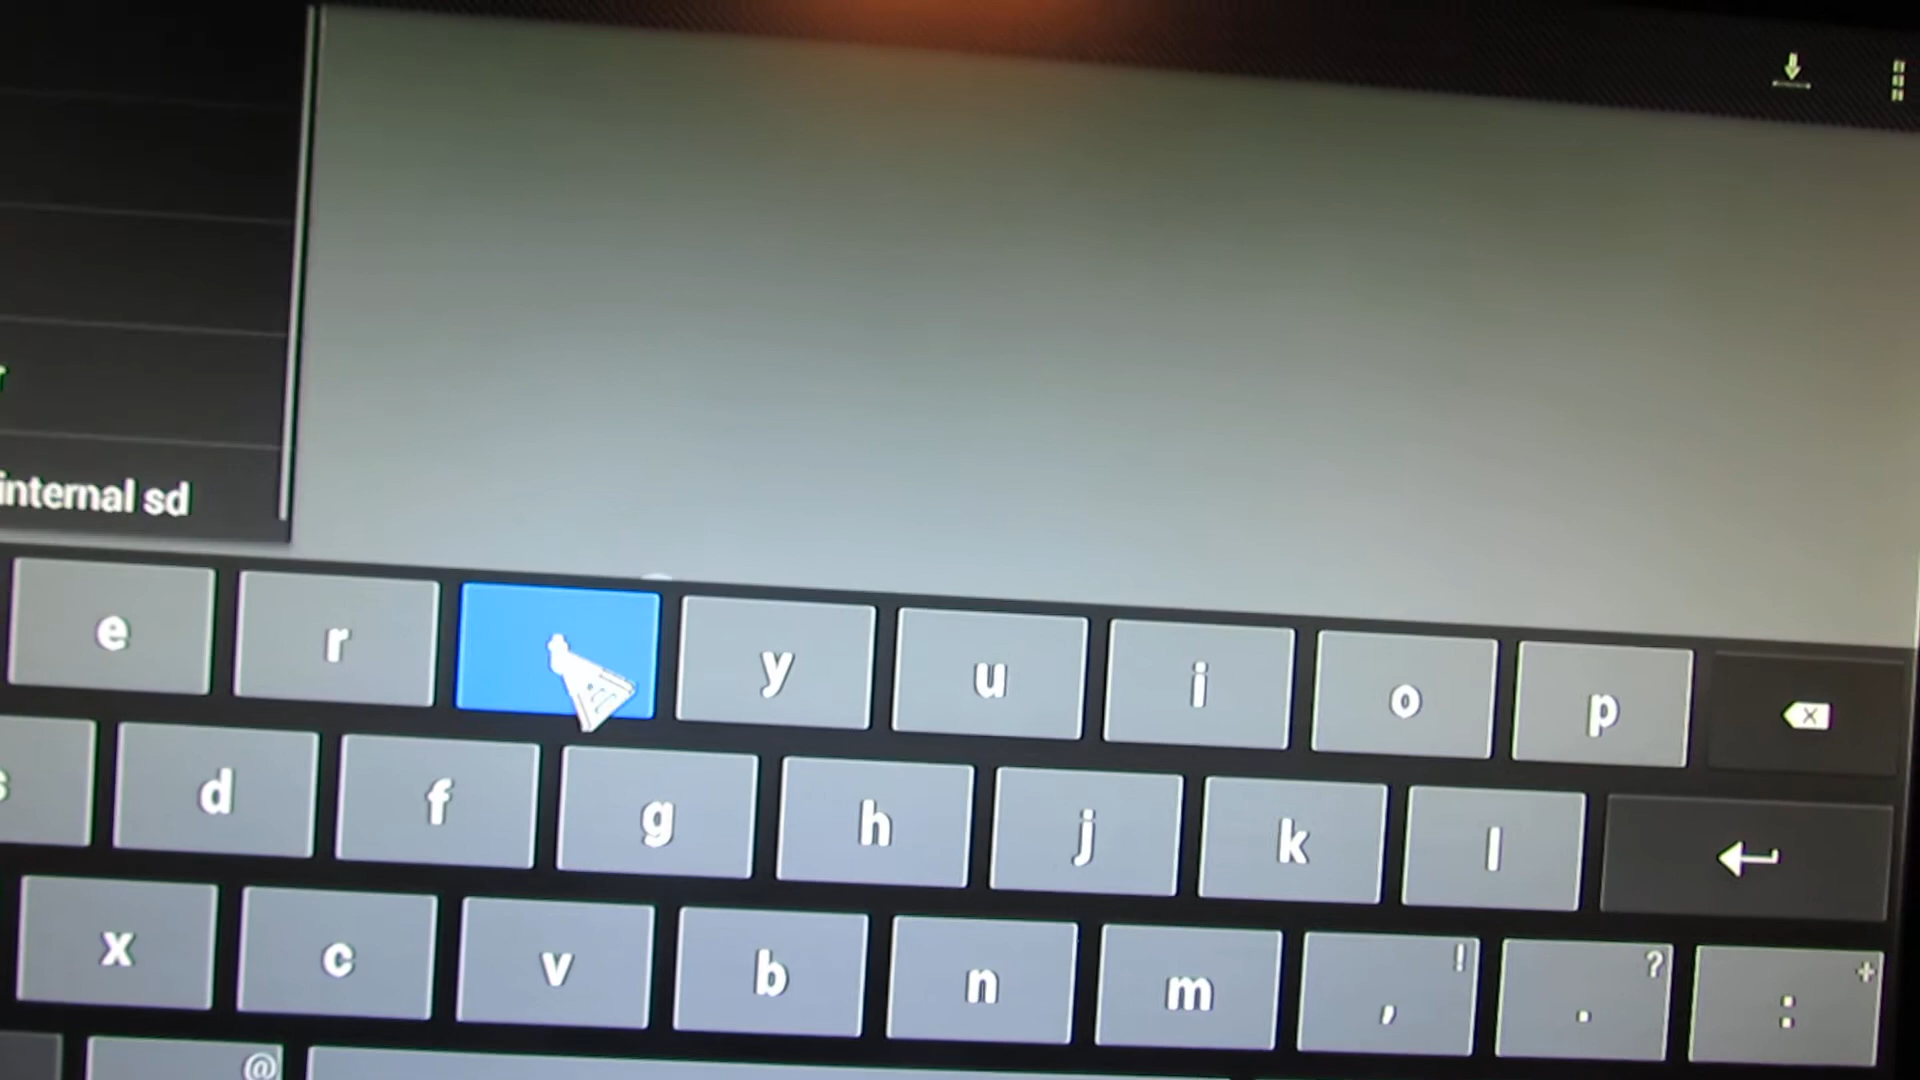 internal sd
e r y u i o p
s d f g h j k l
x c v b n m , ! . ? : +
@